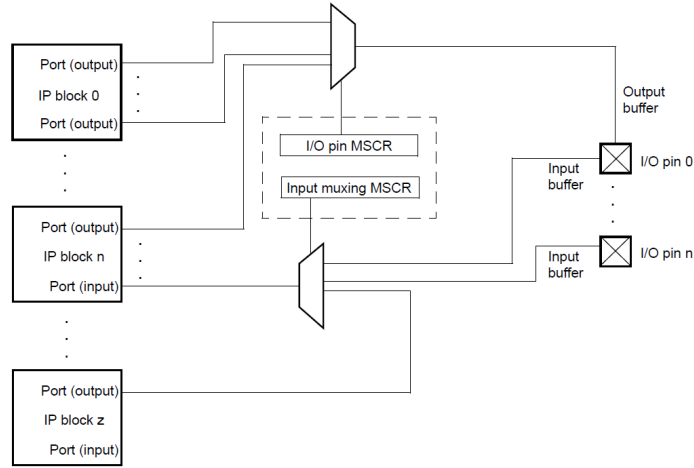 Port (output)
IP block 0
Port (output)
Output
buffer
I/O pin MSCR
Input muxing MSCR
I/O pin 0
Input
buffer
Port (output)
IP block n
Port (input)
I/O pin n
Input
buffer
Port (output)
IP block z
Port (input)